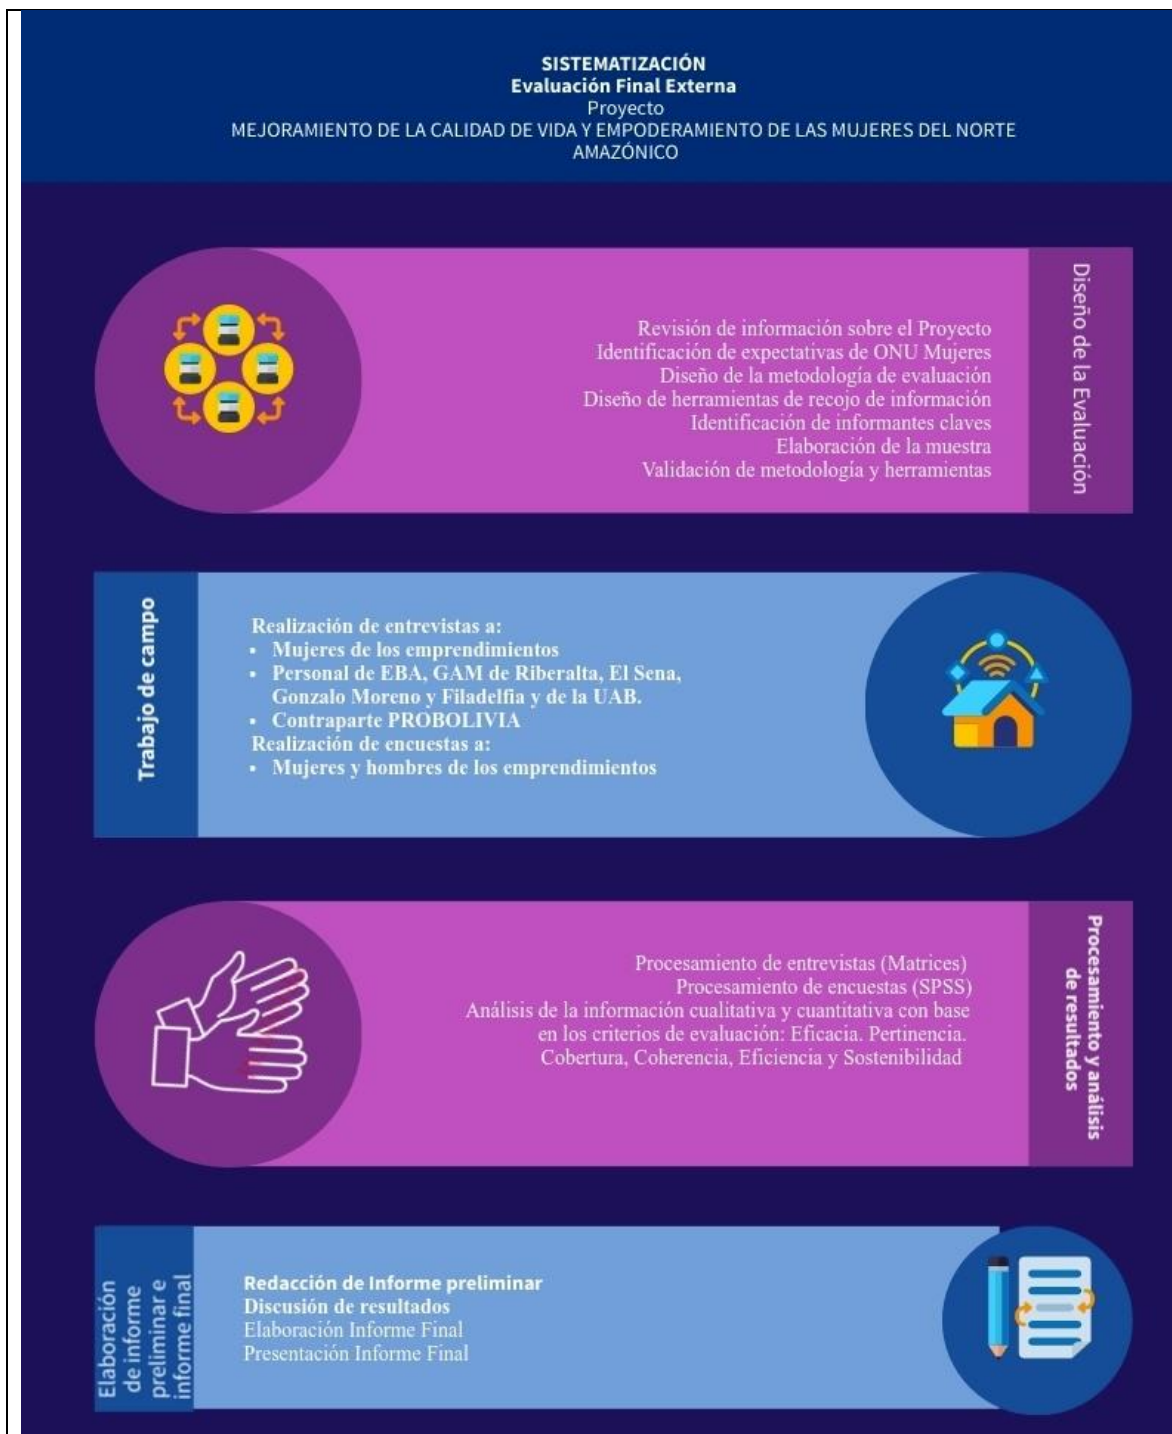 SISTEMATIZACIÓN
Evaluación Final Externa
Proyecto
MEJORAMIENTO DE LA CALIDAD DE VIDA Y EMPODERAMIENTO DE LAS MUJERES DEL NORTE
AMAZÓNICO
Diseño de la Evaluación
Revisión de información sobre el Proyecto
Identificación de expectativas de ONU Mujeres
Diseño de la metodología de evaluación
Diseño de herramientas de recojo de información
Identificación de informantes claves
Elaboración de la muestra
Validación de metodología y herramientas
Trabajo de campo
Realización de entrevistas a:
• Mujeres de los emprendimientos
• Personal de EBA, GAM de Riberalta, El Sena,
Gonzalo Moreno y Filadelfia y de la UAB.
• Contraparte PROBOLIVIA
Realización de encuestas a:
• Mujeres y hombres de los emprendimientos
Procesamiento y análisis
de resultados
Procesamiento de entrevistas (Matrices)
Procesamiento de encuestas (SPSS)
Análisis de la información cualitativa y cuantitativa con base
en los criterios de evaluación: Eficacia. Pertinencia.
Cobertura, Coherencia, Eficiencia y Sostenibilidad
Elaboración
de informe
preliminar e
informe final
Redacción de Informe preliminar
Discusión de resultados
Elaboración Informe Final
Presentación Informe Final